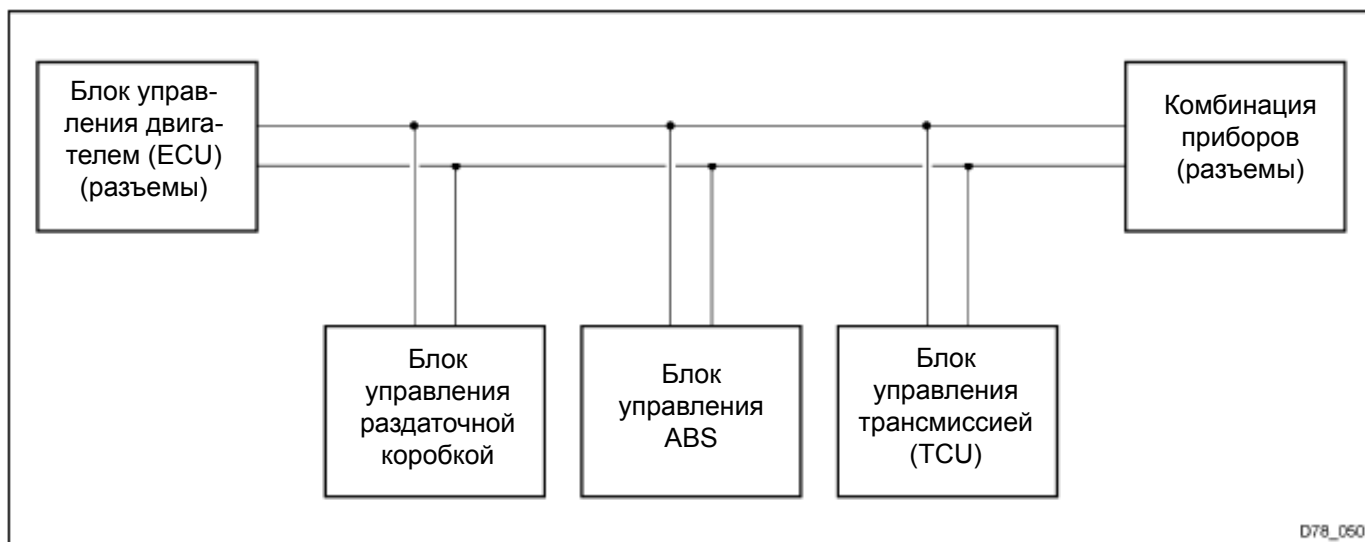 Блок управ-
ления двига-
телем (ECU)
(разъемы)
Комбинация
приборов
(разъемы)
Блок
управления
раздаточной
коробкой
Блок
управления
ABS
Блок
управления
трансмиссией
(TCU)
D78_050